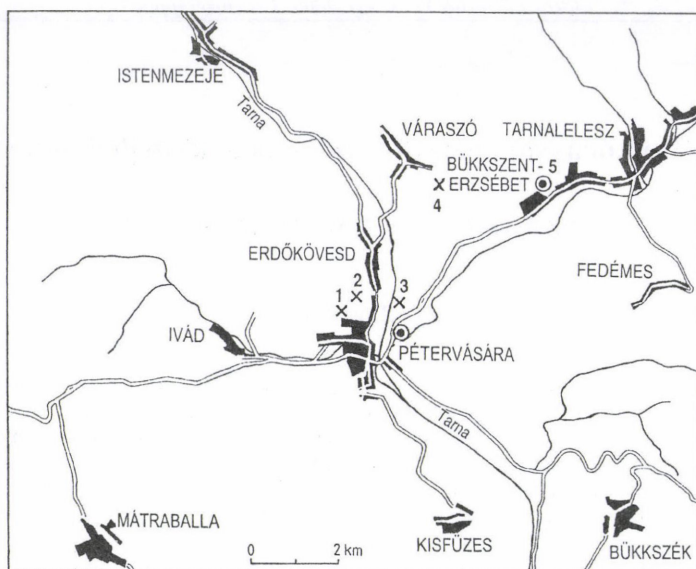 ISTENMEZEJE
Tarna
VÁRASZÓ
TARNALELESZ
BÜKKSZENT- 5
ERZSÉBET
4
ERDŐKÖVESD
FEDÉMES
2
3
1
IVÁD
PÉTERVÁSÁRA
Tarna
MÁTRABALLA
KISFÜZES
BÜKKSZÉK
0 2 km